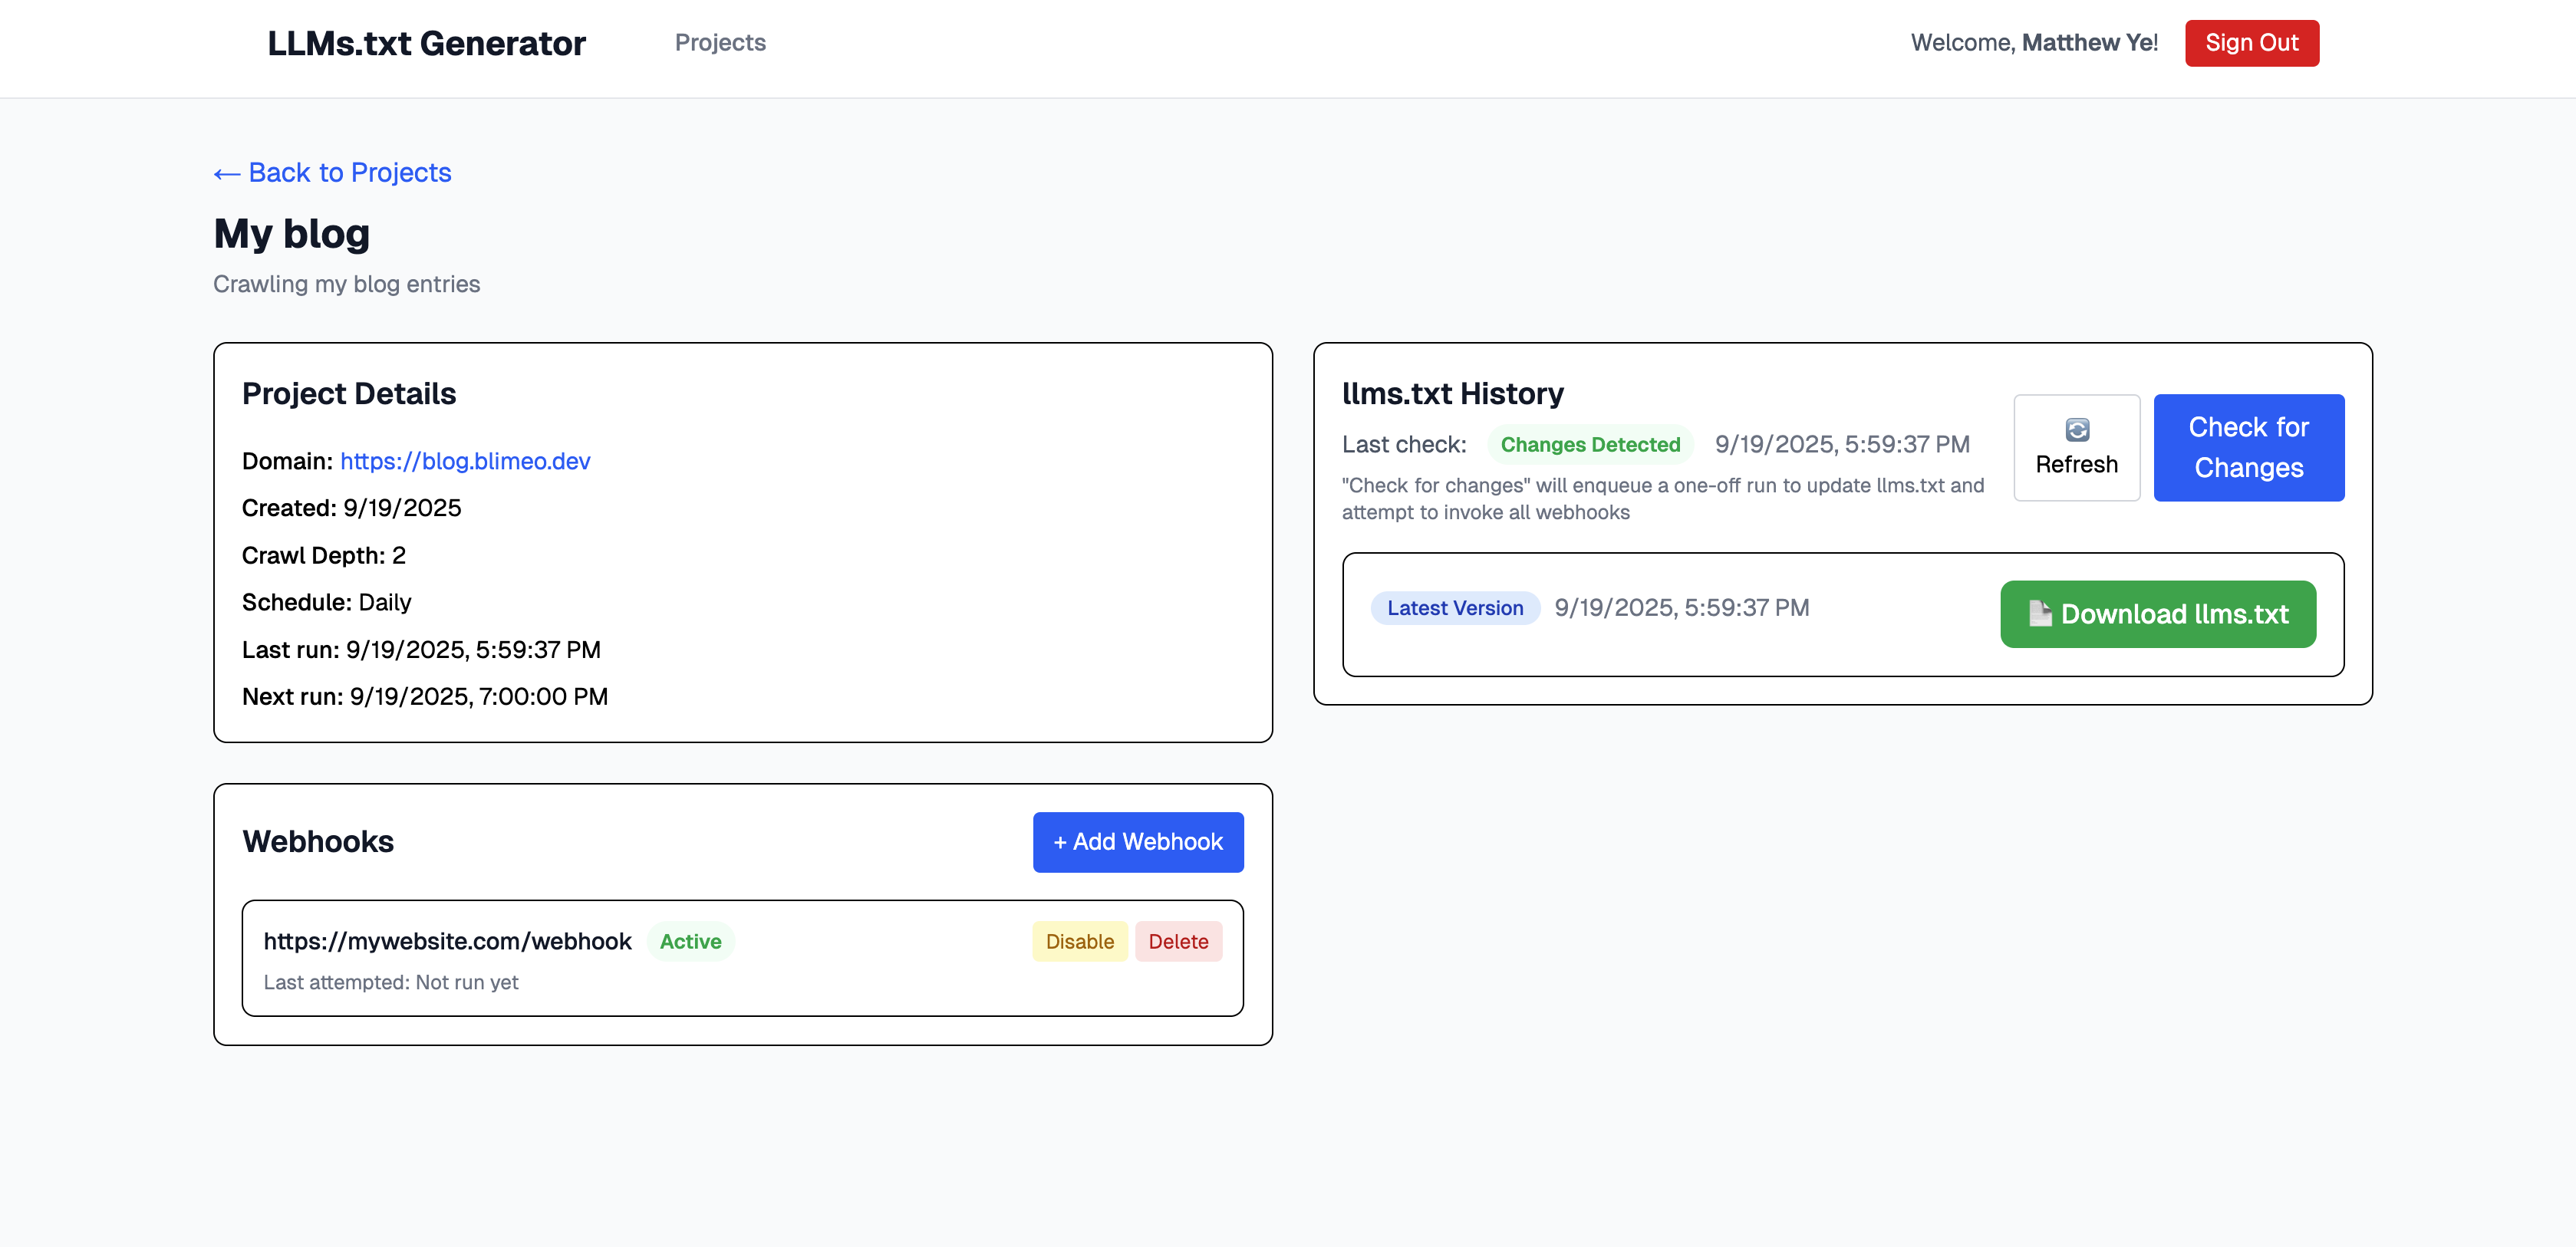 LLMs.txt Generator
Projects
Welcome, Matthew Ye!
Sign Out
← Back to Projects
My blog
Crawling my blog entries
Project Details
Domain: https://blog.blimeo.dev
Created: 9/19/2025
Crawl Depth: 2
Schedule: Daily
Last run: 9/19/2025, 5:59:37 PM
Next run: 9/19/2025, 7:00:00 PM
Webhooks
+ Add Webhook
https://mywebsite.com/webhook
Active
Disable
Delete
Last attempted: Not run yet
llms.txt History
Last check:
Changes Detected
9/19/2025, 5:59:37 PM
"Check for changes" will enqueue a one-off run to update llms.txt and
attempt to invoke all webhooks
Refresh
Check for
Changes
Latest Version
9/19/2025, 5:59:37 PM
Download llms.txt